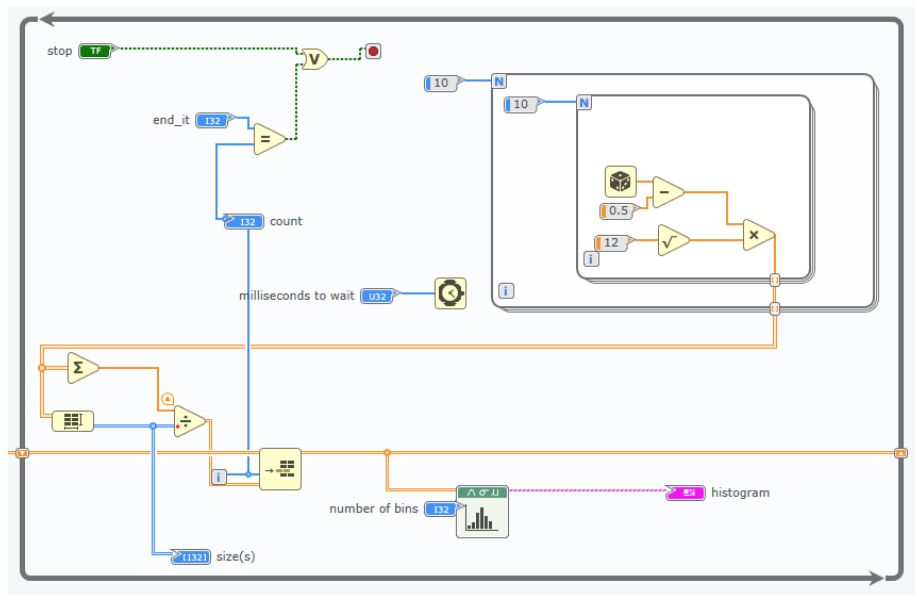 stop TF
V
10 N
10 N
end_it I32
=
0.5
−
I32 count
12 √ ×
i
milliseconds to wait U32
i
Σ
÷
i
number of bins I32
Λ σ μ
histogram
[I32] size(s)